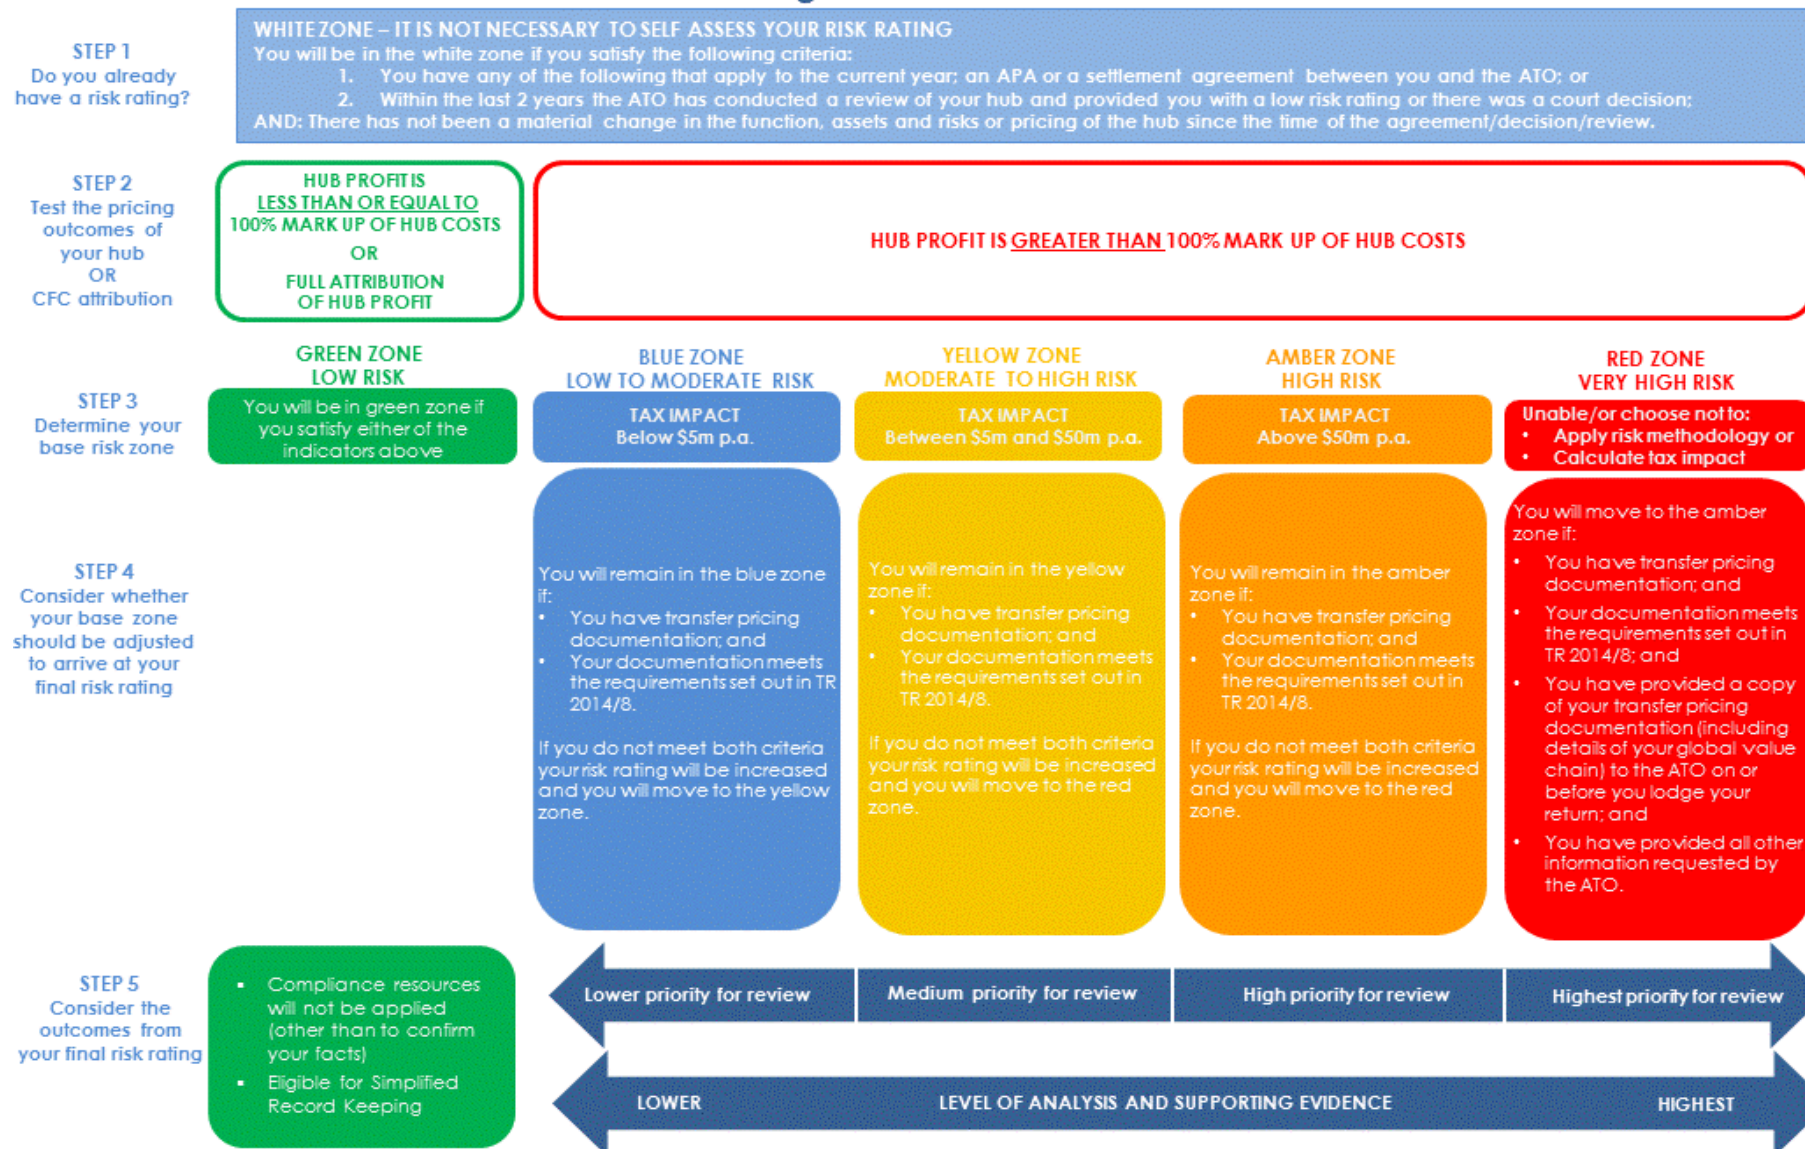 STEP 1
Do you already
have a risk rating?
WHITE ZONE – IT IS NOT NECESSARY TO SELF ASSESS YOUR RISK RATING
You will be in the white zone if you satisfy the following criteria:
1. You have any of the following that apply to the current year; an APA or a settlement agreement between you and the ATO; or
2. Within the last 2 years the ATO has conducted a review of your hub and provided you with a low risk rating or there was a court decision;
AND: There has not been a material change in the function, assets and risks or pricing of the hub since the time of the agreement/decision/review.
STEP 2
Test the pricing
outcomes of
your hub
OR
CFC attribution
HUB PROFIT IS
LESS THAN OR EQUAL TO
100% MARK UP OF HUB COSTS
OR
FULL ATTRIBUTION
OF HUB PROFIT
HUB PROFIT IS GREATER THAN 100% MARK UP OF HUB COSTS
STEP 3
Determine your
base risk zone
GREEN ZONE
LOW RISK
You will be in green zone if
you satisfy either of the
indicators above
BLUE ZONE
LOW TO MODERATE RISK
TAX IMPACT
Below $5m p.a.
YELLOW ZONE
MODERATE TO HIGH RISK
TAX IMPACT
Between $5m and $50m p.a.
AMBER ZONE
HIGH RISK
TAX IMPACT
Above $50m p.a.
RED ZONE
VERY HIGH RISK
Unable/or choose not to:
• Apply risk methodology or
• Calculate tax impact
STEP 4
Consider whether
your base zone
should be adjusted
to arrive at your
final risk rating
You will remain in the blue zone
if:
• You have transfer pricing
documentation; and
• Your documentation meets
the requirements set out in TR
2014/8.
If you do not meet both criteria
your risk rating will be increased
and you will move to the yellow
zone.
You will remain in the yellow
zone if:
• You have transfer pricing
documentation; and
• Your documentation meets
the requirements set out in
TR 2014/8.
If you do not meet both criteria
your risk rating will be increased
and you will move to the red
zone.
You will remain in the amber
zone if:
• You have transfer pricing
documentation; and
• Your documentation meets
the requirements set out in
TR 2014/8.
If you do not meet both criteria
your risk rating will be increased
and you will move to the red
zone.
You will move to the amber
zone if:
• You have transfer pricing
documentation; and
• Your documentation meets
the requirements set out in
TR 2014/8; and
• You have provided a copy
of your transfer pricing
documentation (including
details of your global value
chain) to the ATO on or
before you lodge your
return; and
• You have provided all other
information requested by
the ATO.
STEP 5
Consider the
outcomes from
your final risk rating
▪ Compliance resources
will not be applied
(other than to confirm
your facts)
▪ Eligible for Simplified
Record Keeping
Lower priority for review
Medium priority for review
High priority for review
Highest priority for review
LOWER
LEVEL OF ANALYSIS AND SUPPORTING EVIDENCE
HIGHEST